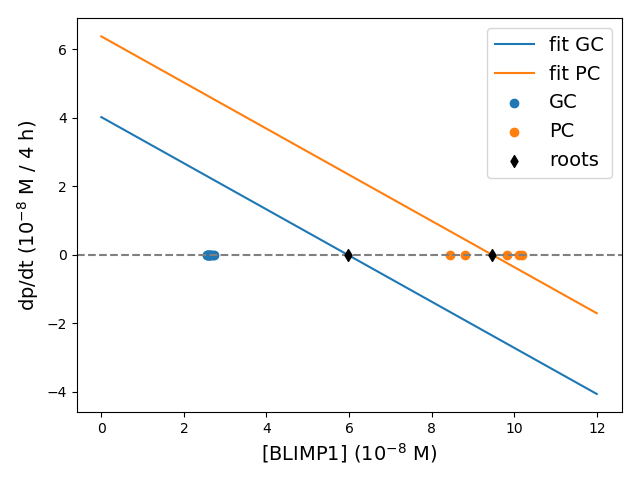 fit GC
fit PC
GC
PC
roots
6
4
2
0
−2
−4
dp/dt (10⁻⁸ M / 4 h)
0 2 4 6 8 10 12
[BLIMP1] (10⁻⁸ M)